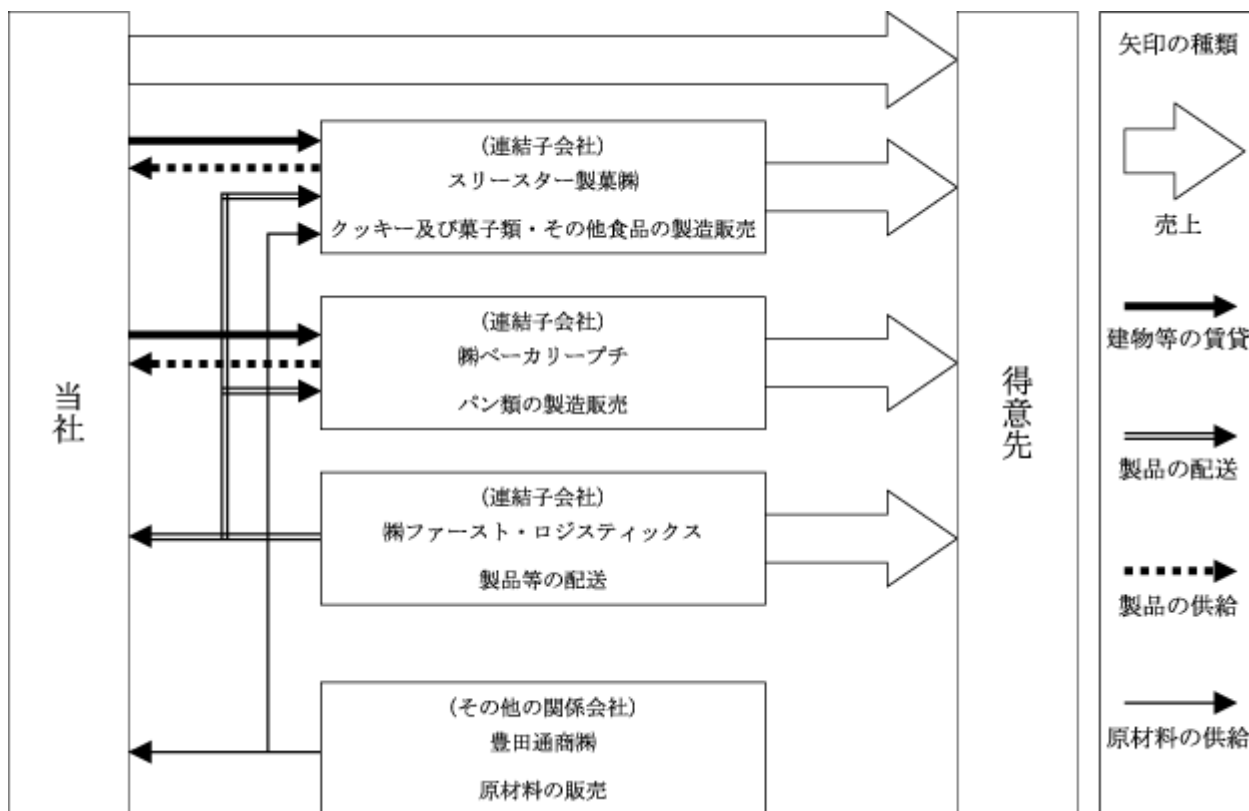 当社
(連結子会社)
スリースター製菓㈱
クッキー及び菓子類・その他食品の製造販売
(連結子会社)
㈱ベーカリープチ
パン類の製造販売
(連結子会社)
㈱ファースト・ロジスティックス
製品等の配送
(その他の関係会社)
豊田通商㈱
原材料の販売
得意先
矢印の種類
売上
建物等の賃貸
製品の配送
製品の供給
原材料の供給